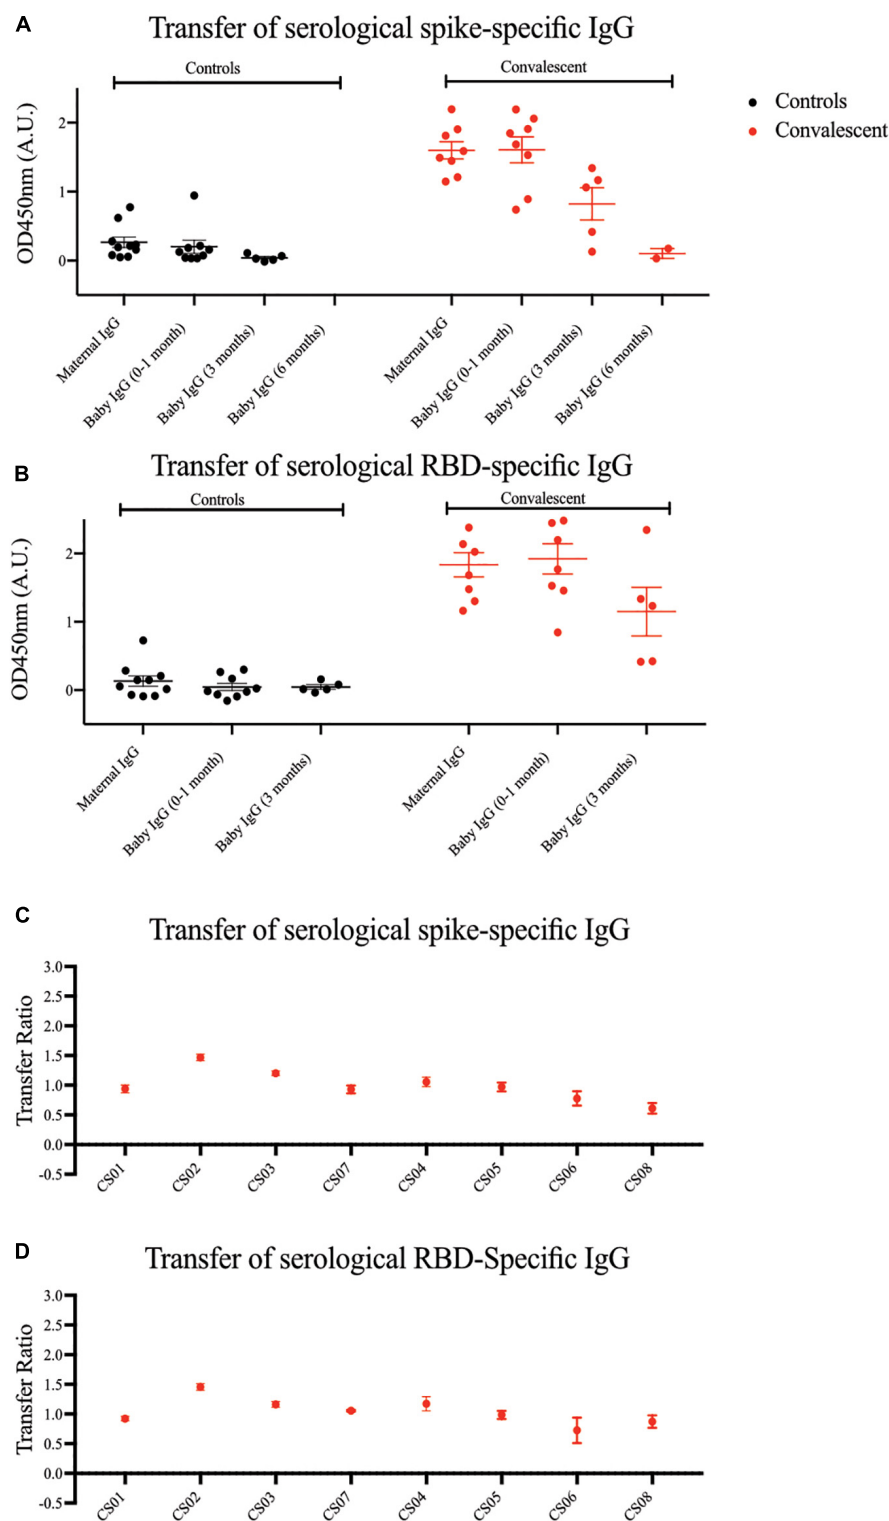 A
Transfer of serological spike-specific IgG
Controls
Convalescent
Controls
Convalescent
OD450nm (A.U.)
2
1
0
Maternal IgG
Baby IgG (0-1 month)
Baby IgG (3 months)
Baby IgG (6 months)
Maternal IgG
Baby IgG (0-1 month)
Baby IgG (3 months)
Baby IgG (6 months)
B
Transfer of serological RBD-specific IgG
Controls
Convalescent
OD450nm (A.U.)
2
1
0
Maternal IgG
Baby IgG (0-1 month)
Baby IgG (3 months)
Maternal IgG
Baby IgG (0-1 month)
Baby IgG (3 months)
C
Transfer of serological spike-specific IgG
Transfer Ratio
3.0
2.5
2.0
1.5
1.0
0.5
0.0
-0.5
CS01
CS02
CS03
CS07
CS04
CS05
CS06
CS08
D
Transfer of serological RBD-Specific IgG
Transfer Ratio
3.0
2.5
2.0
1.5
1.0
0.5
0.0
-0.5
CS01
CS02
CS03
CS07
CS04
CS05
CS06
CS08